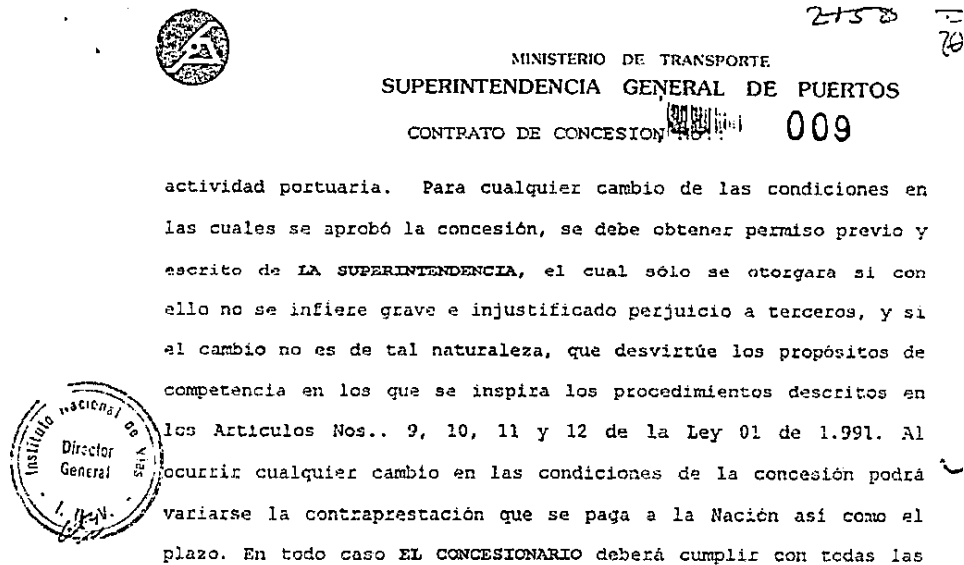 2158
MINISTERIO DE TRANSPORTE
SUPERINTENDENCIA GENERAL DE PUERTOS
CONTRATO DE CONCESION No.: 009
actividad portuaria. Para cualquier cambio de las condiciones en
las cuales se aprobó la concesión, se debe obtener permiso previo y
escrito de LA SUPERINTENDENCIA, el cual sólo se otorgara si con
ello no se infiere grave e injustificado perjuicio a terceros, y si
el cambio no es de tal naturaleza, que desvirtúe los propósitos de
competencia en los que se inspira los procedimientos descritos en
los Articulos Nos.. 9, 10, 11 y 12 de la Ley 01 de 1.991. Al
ocurrir cualquier cambio en las condiciones de la concesión podrá
variarse la contraprestación que se paga a la Nación así como el
plazo. En todo caso EL CONCESIONARIO deberá cumplir con todas las
Instituto Nacional de Vias
Director
General